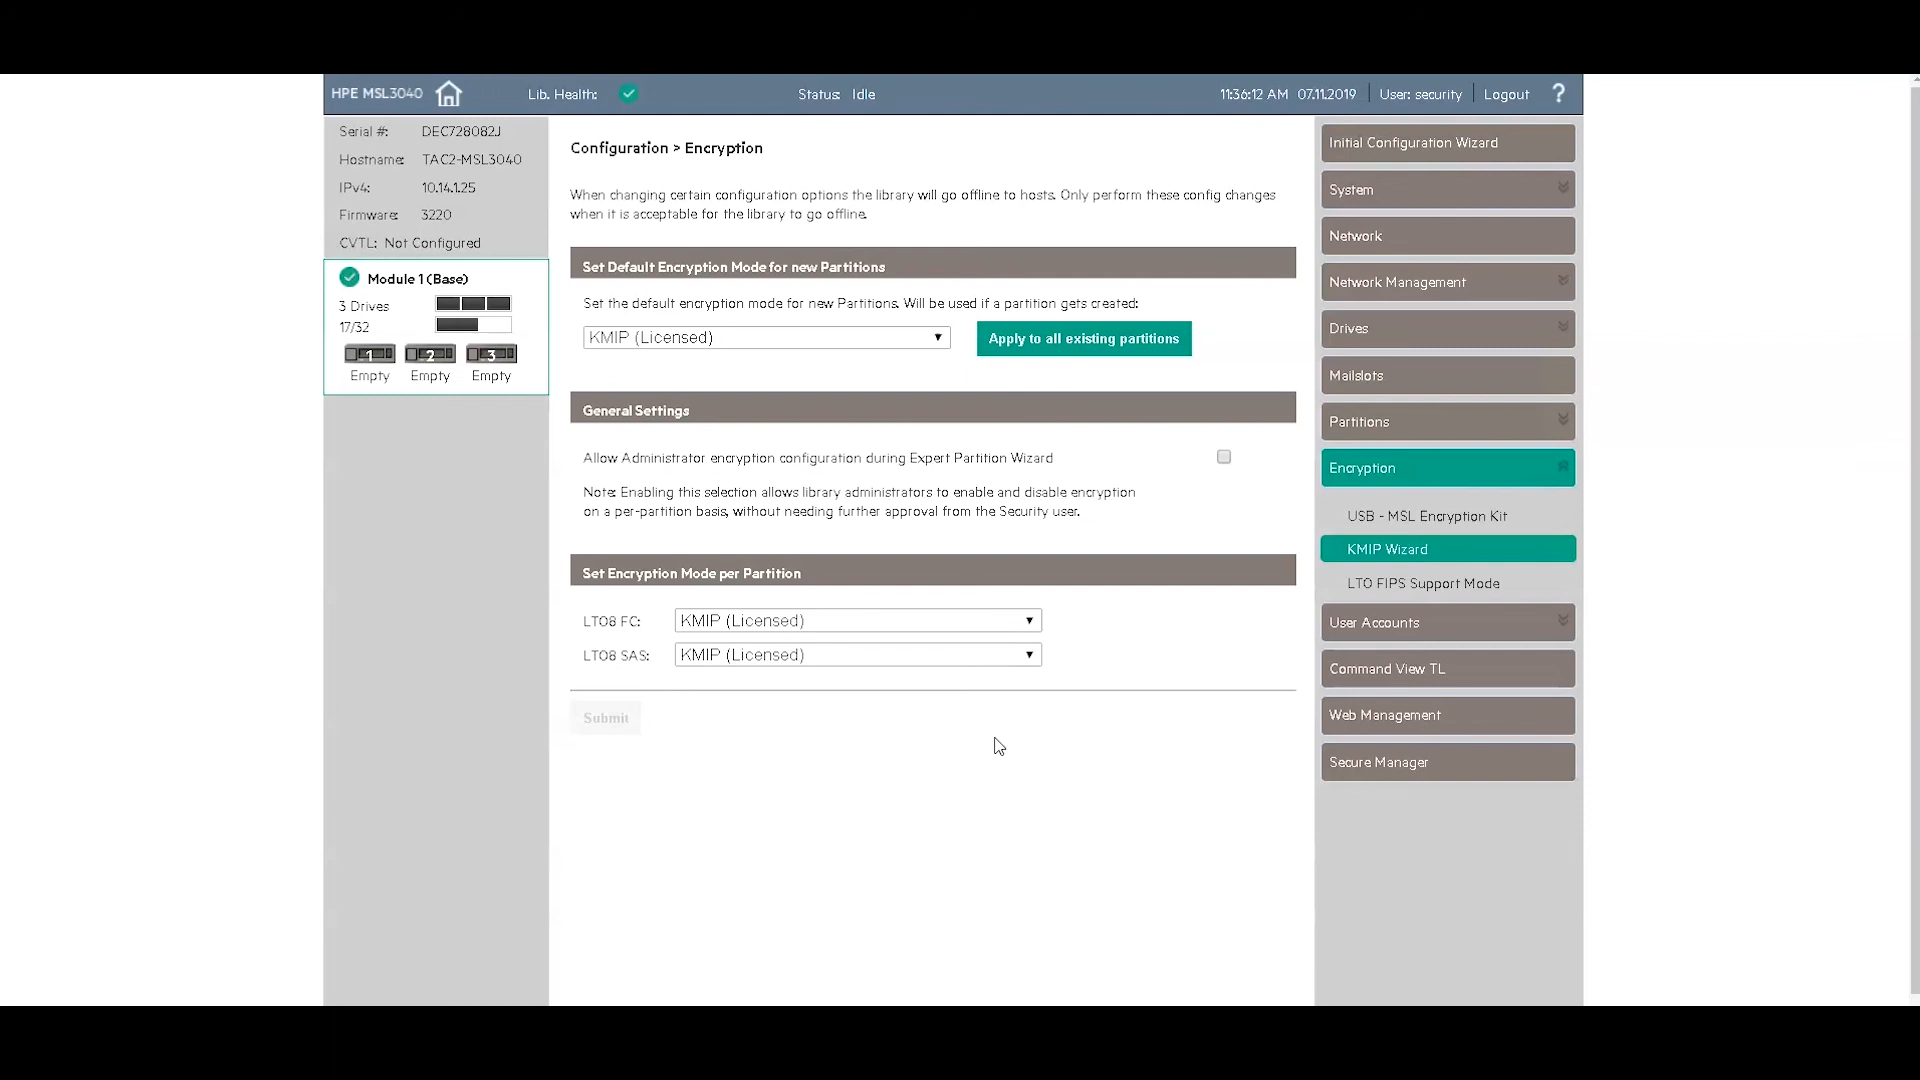 HPE MSL3040
Lib. Health:
Status: Idle
11:36:12 AM 07.11.2019
User: security
Logout
?
Serial #: DEC728082J
Hostname: TAC2-MSL3040
IPv4: 10.14.1.25
Firmware: 3220
CVTL: Not Configured
Module 1 (Base)
3 Drives
17/32
1 2 3
Empty Empty Empty
Configuration > Encryption
When changing certain configuration options the library will go offline to hosts. Only perform these config changes
when it is acceptable for the library to go offline.
Set Default Encryption Mode for new Partitions
Set the default encryption mode for new Partitions. Will be used if a partition gets created:
KMIP (Licensed)
Apply to all existing partitions
General Settings
Allow Administrator encryption configuration during Expert Partition Wizard
Note: Enabling this selection allows library administrators to enable and disable encryption
on a per-partition basis, without needing further approval from the Security user.
Set Encryption Mode per Partition
LTO8 FC: KMIP (Licensed)
LTO8 SAS: KMIP (Licensed)
Submit
Initial Configuration Wizard
System
Network
Network Management
Drives
Mailslots
Partitions
Encryption
USB - MSL Encryption Kit
KMIP Wizard
LTO FIPS Support Mode
User Accounts
Command View TL
Web Management
Secure Manager